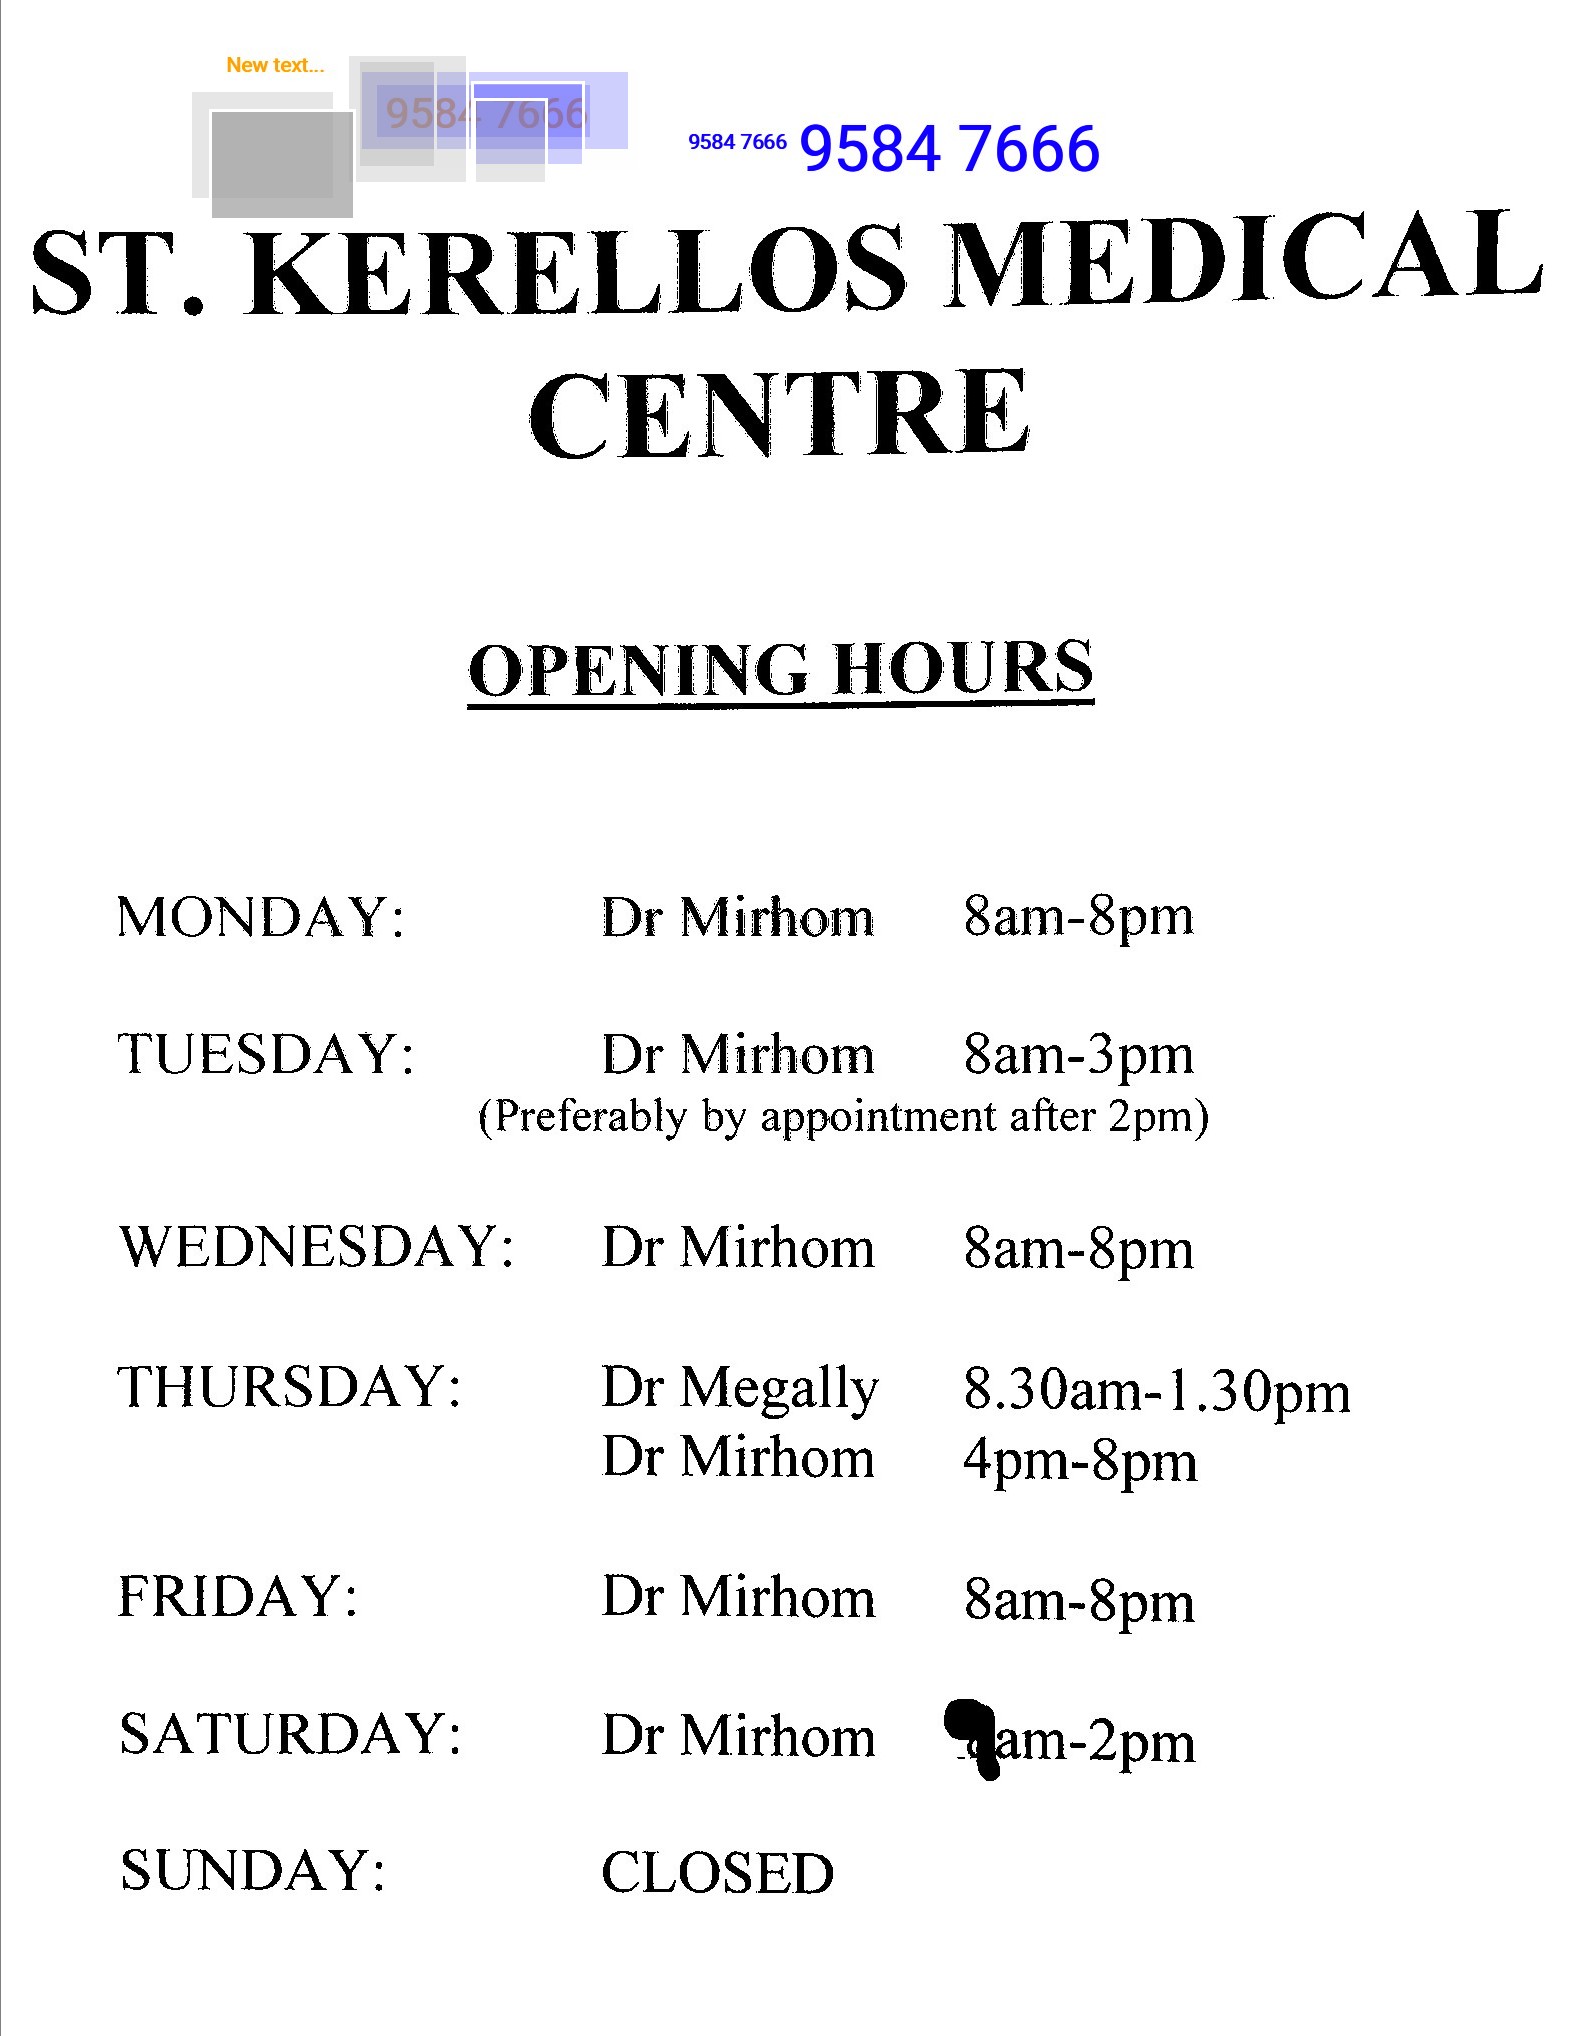 New text...
9584 7666
9584 7666 9584 7666
ST. KERELLOS MEDICAL
CENTRE
OPENING HOURS
MONDAY: Dr Mirhom 8am-8pm
TUESDAY: Dr Mirhom 8am-3pm
(Preferably by appointment after 2pm)
WEDNESDAY: Dr Mirhom 8am-8pm
THURSDAY: Dr Megally 8.30am-1.30pm
Dr Mirhom 4pm-8pm
FRIDAY: Dr Mirhom 8am-8pm
SATURDAY: Dr Mirhom 9am-2pm
SUNDAY: CLOSED